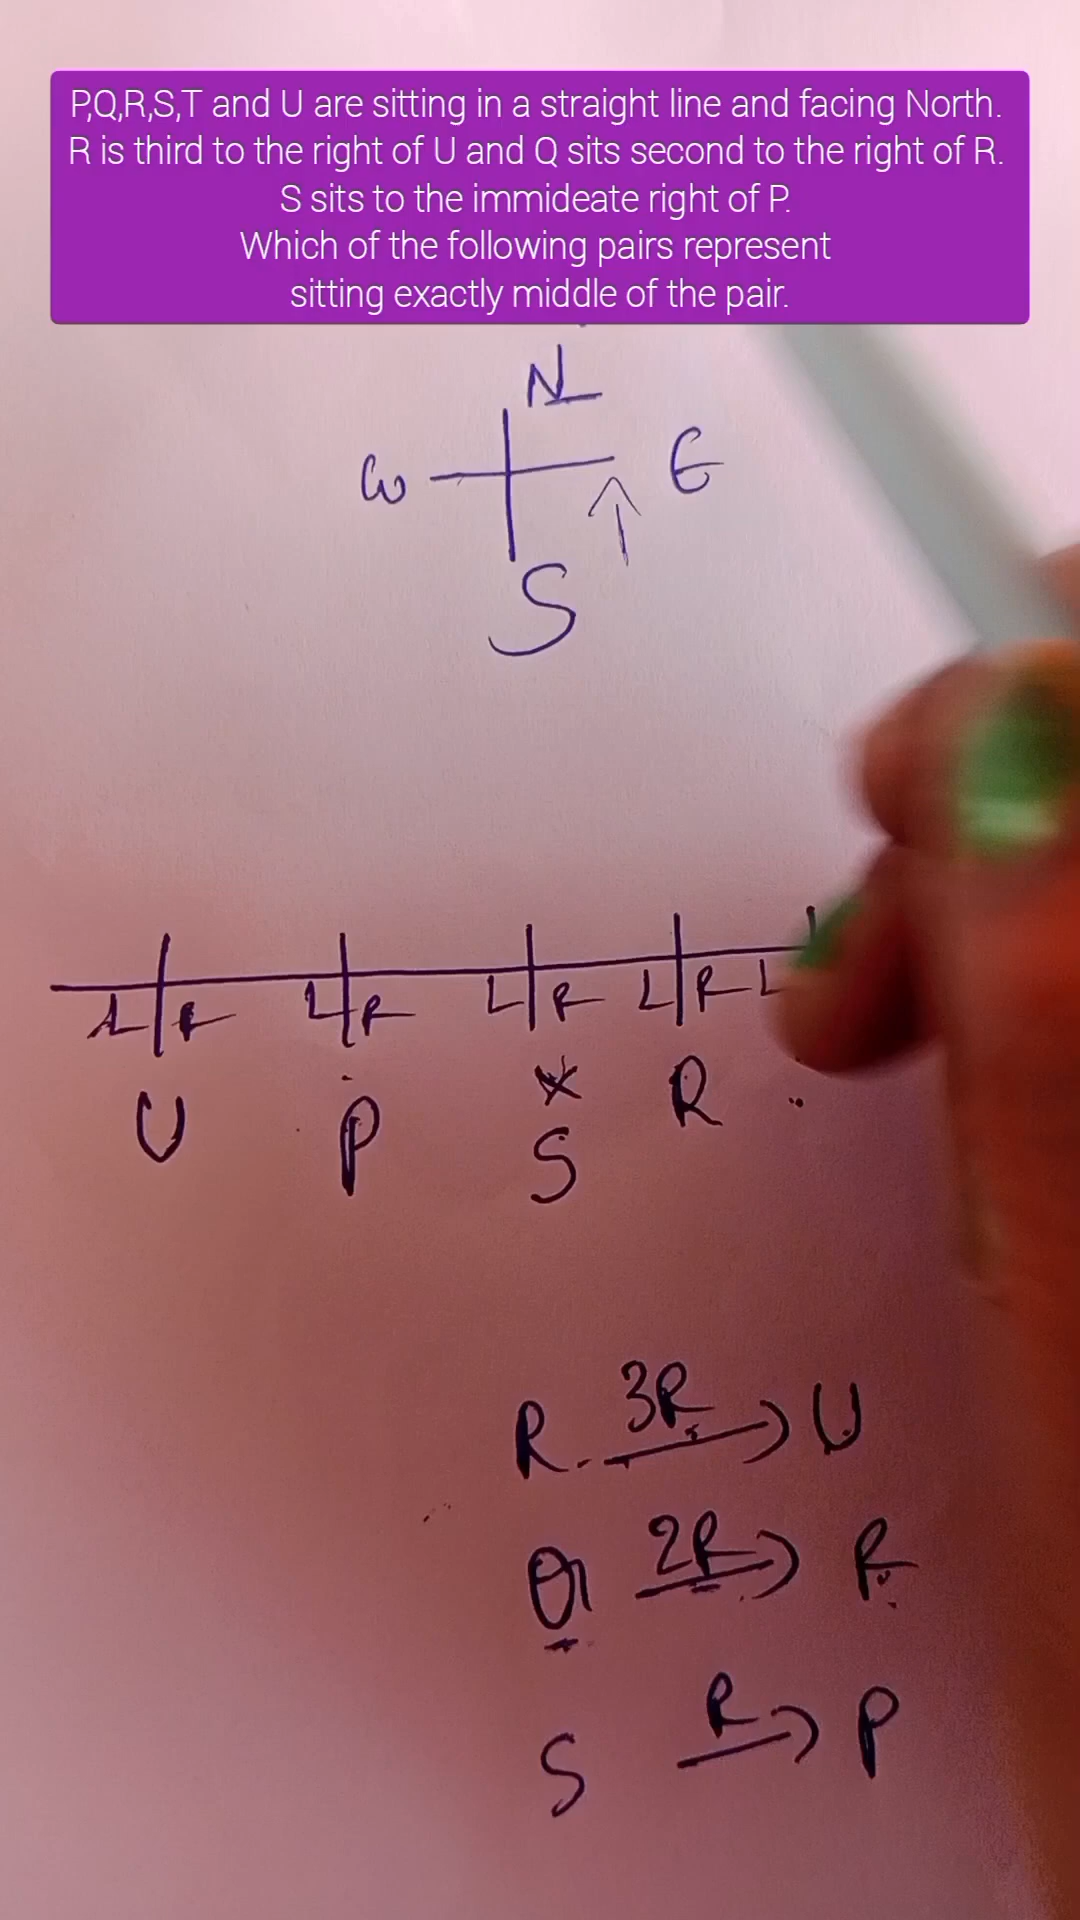 P,Q,R,S,T and U are sitting in a straight line and facing North.
R is third to the right of U and Q sits second to the right of R.
S sits to the immideate right of P.
Which of the following pairs represent
sitting exactly middle of the pair.
N
W E
S
L R L R L R L R L
U P S R
R 3R U
Q 2R R
S R P